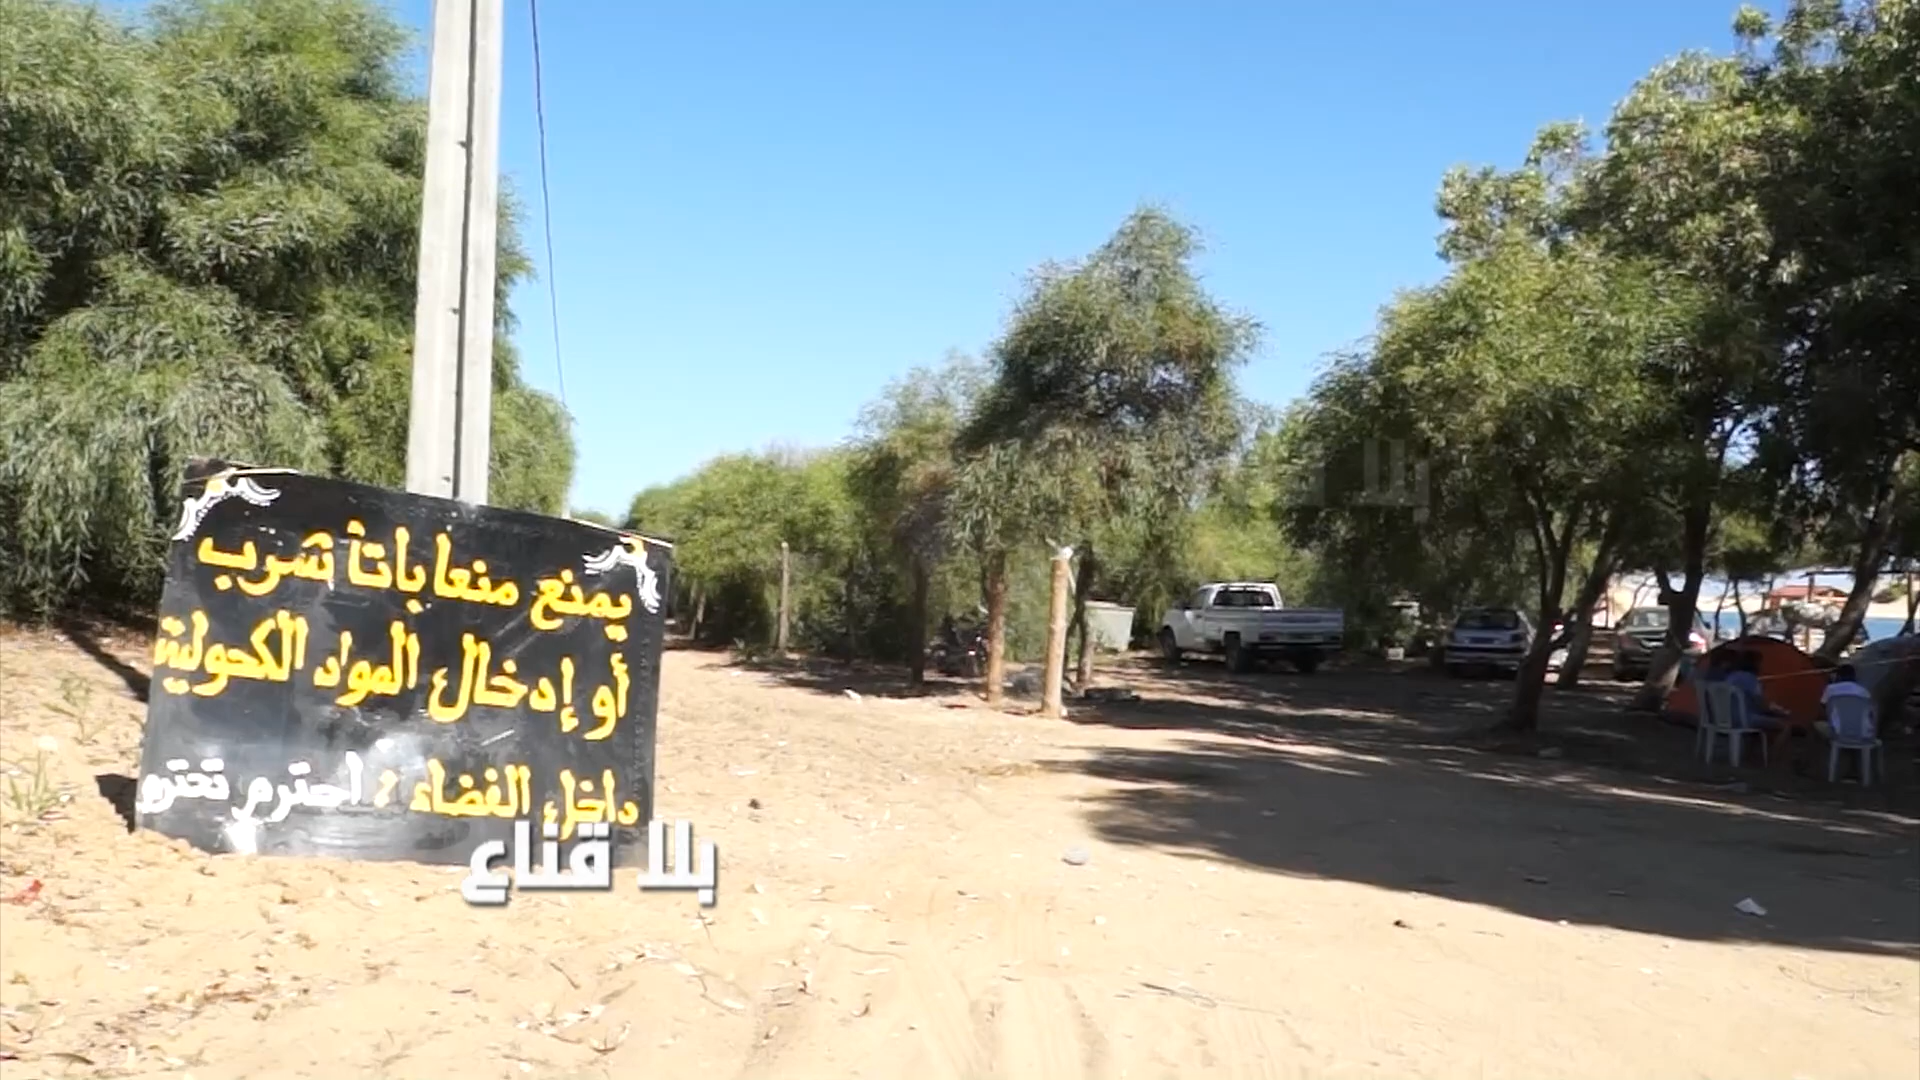 يمنع منعا باتا شرب
أو إدخال المواد الكحولية
داخل الفضاء : احترم تحترم
بلا قناع